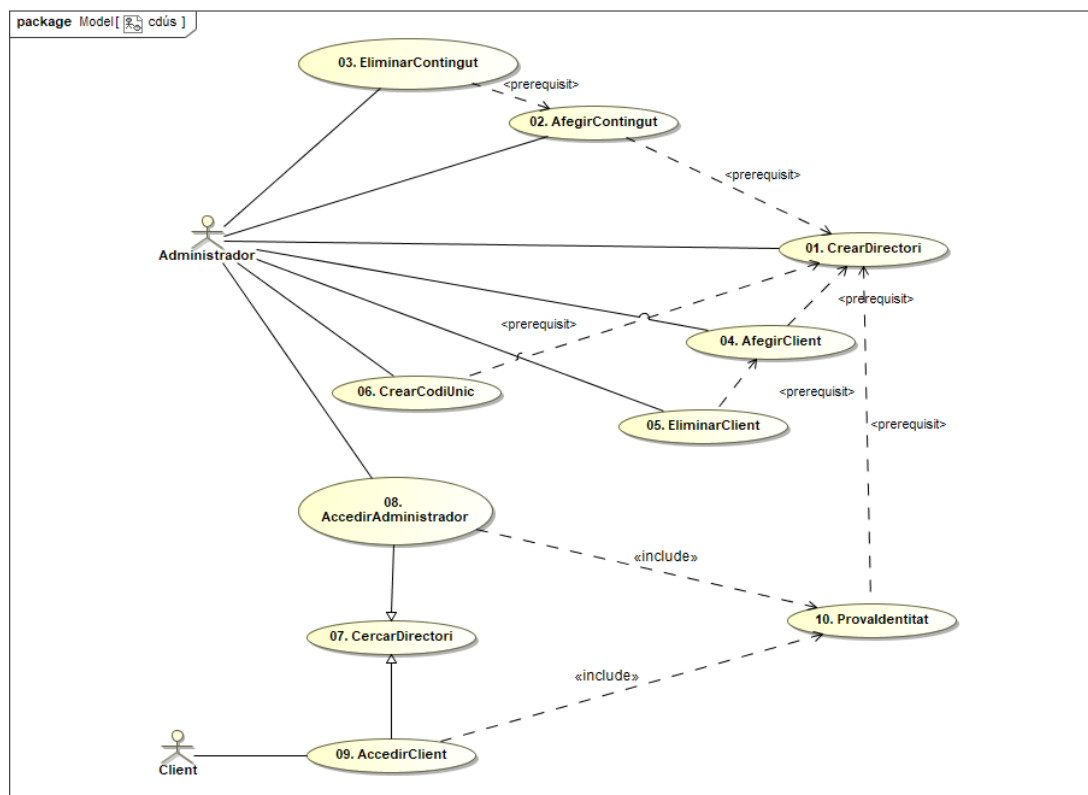 package Model[ cdús ]
03. EliminarContingut
<prerequisit>
02. AfegirContingut
<prerequisit>
Administrador
01. CrearDirectori
<prerequisit>
<prerequisit>
04. AfegirClient
06. CrearCodiUnic
<prerequisit>
05. EliminarClient
<prerequisit>
08.
AccedirAdministrador
«include»
10. ProvaIdentitat
07. CercarDirectori
«include»
09. AccedirClient
Client